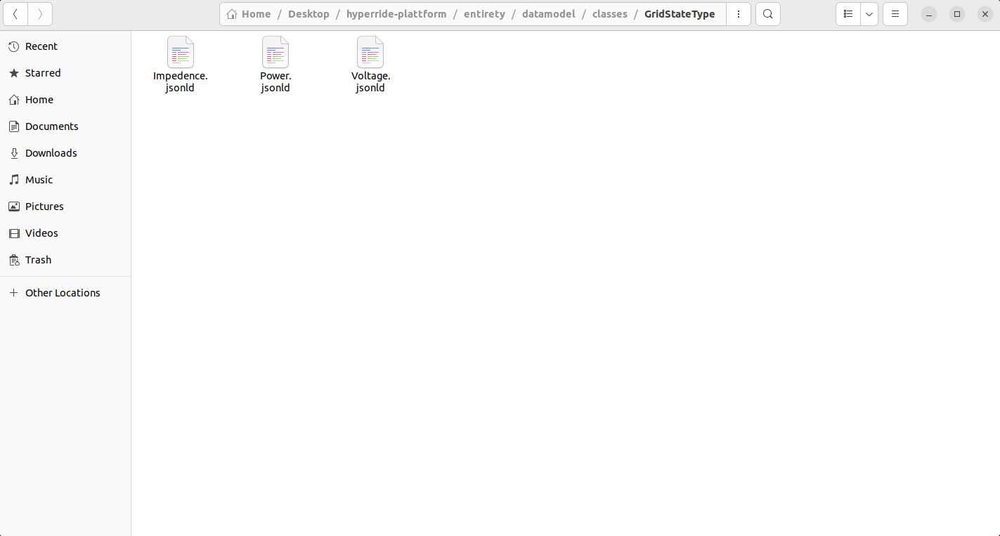 Home / Desktop / hyperride-plattform / entirety / datamodel / classes / GridStateType
Recent
Starred
Home
Documents
Downloads
Music
Pictures
Videos
Trash
Other Locations
Impedence.
jsonld
Power.
jsonld
Voltage.
jsonld